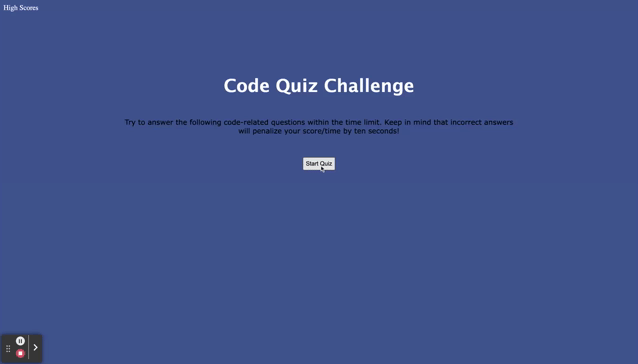 High Scores
Code Quiz Challenge
Try to answer the following code-related questions within the time limit. Keep in mind that incorrect answers
will penalize your score/time by ten seconds!
Start Quiz